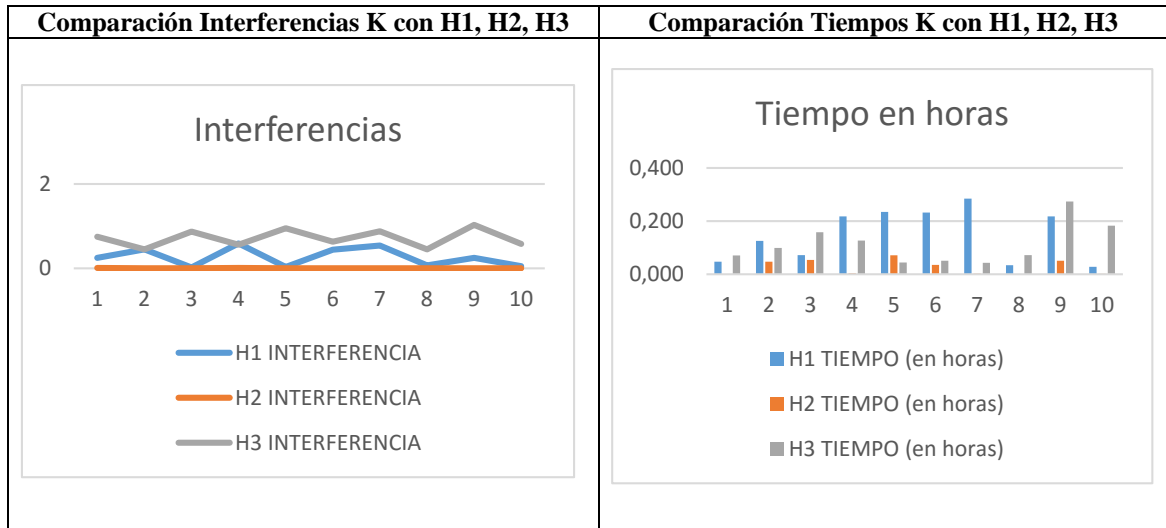 Comparación Interferencias K con H1, H2, H3
Interferencias
2
0
1 2 3 4 5 6 7 8 9 10
H1 INTERFERENCIA
H2 INTERFERENCIA
H3 INTERFERENCIA
Comparación Tiempos K con H1, H2, H3
Tiempo en horas
0,400
0,200
0,000
1 2 3 4 5 6 7 8 9 10
H1 TIEMPO (en horas)
H2 TIEMPO (en horas)
H3 TIEMPO (en horas)